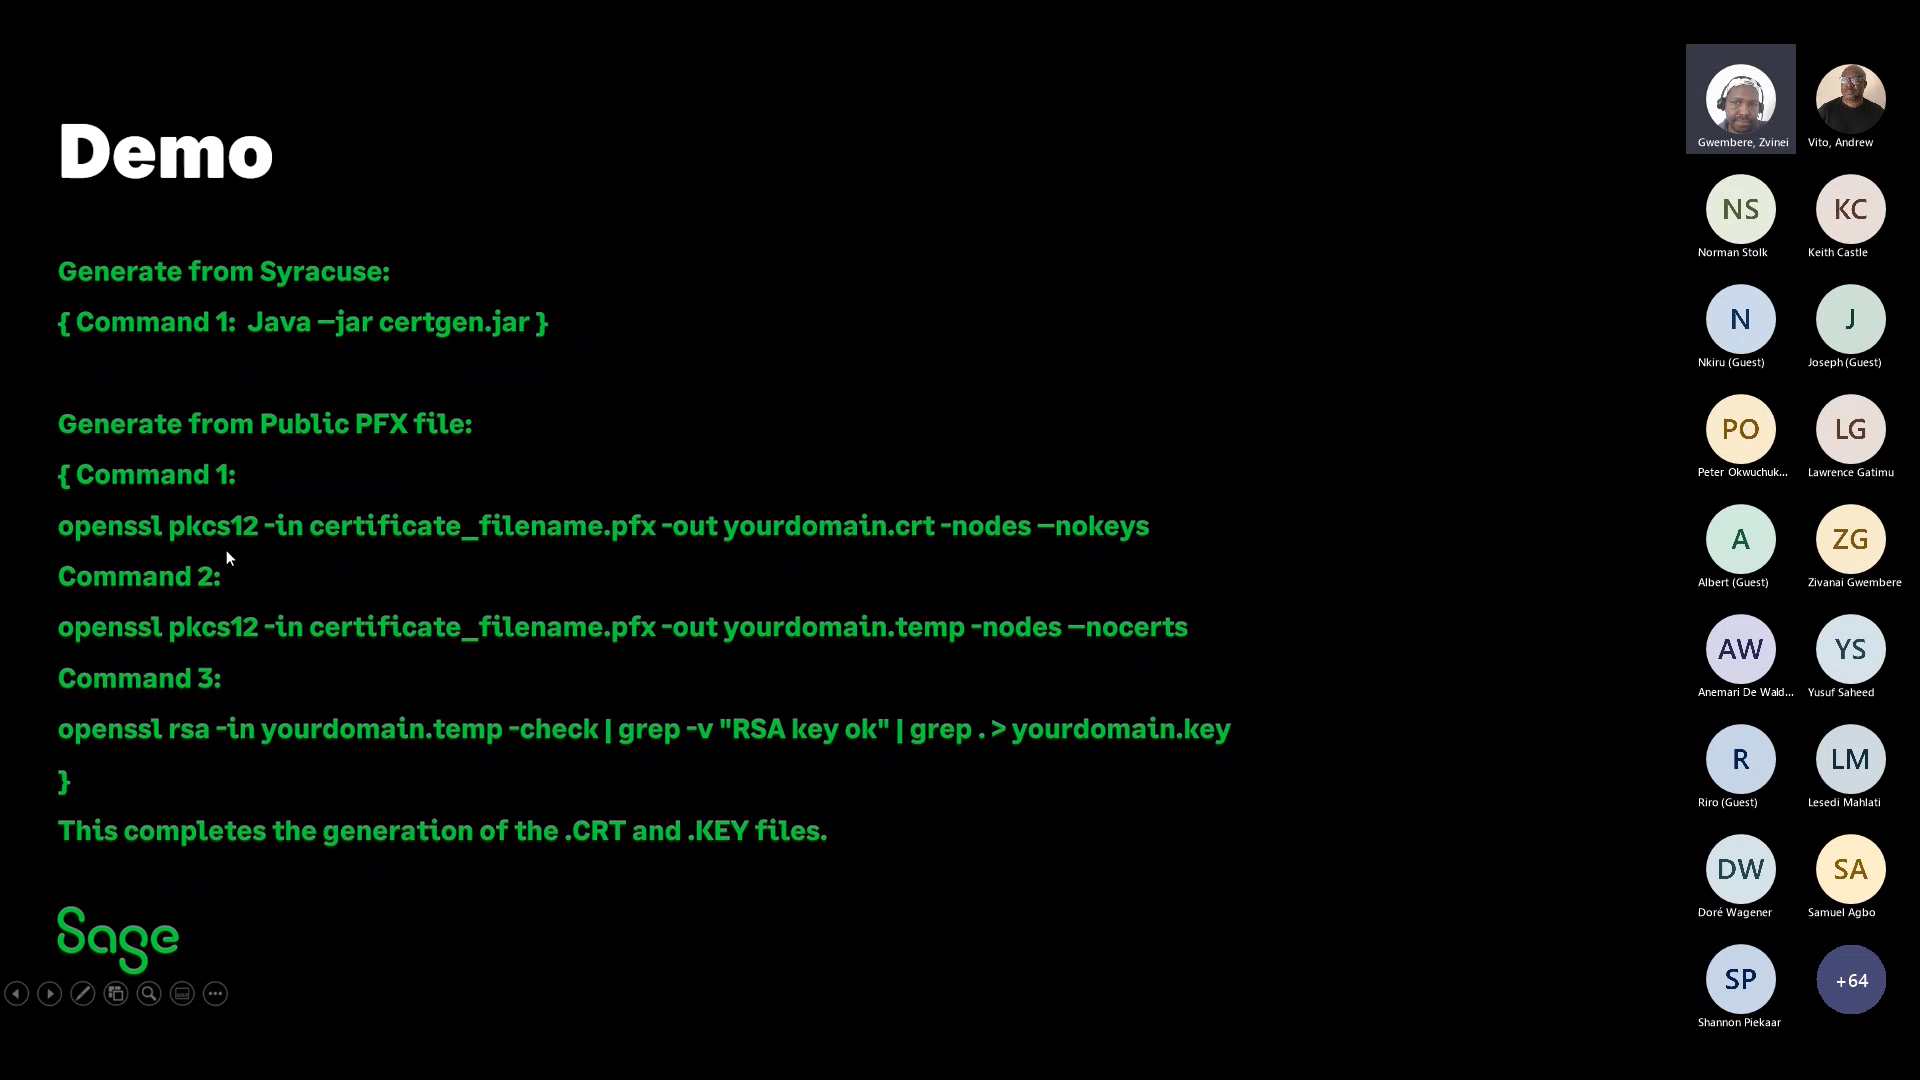 Demo
Generate from Syracuse:
{ Command 1:  Java –jar certgen.jar }
Generate from Public PFX file:
{ Command 1:
openssl pkcs12 -in certificate_filename.pfx -out yourdomain.crt -nodes –nokeys
Command 2:
openssl pkcs12 -in certificate_filename.pfx -out yourdomain.temp -nodes –nocerts
Command 3:
openssl rsa -in yourdomain.temp -check | grep -v "RSA key ok" | grep . > yourdomain.key
}
This completes the generation of the .CRT and .KEY files.
Sage
Gwembere, Zvinei
Vito, Andrew
NS
KC
Norman Stolk
Keith Castle
N
J
Nkiru (Guest)
Joseph (Guest)
PO
LG
Peter Okwuchuk...
Lawrence Gatimu
A
ZG
Albert (Guest)
Zivanai Gwembere
AW
YS
Anemari De Wald...
Yusuf Saheed
R
LM
Riro (Guest)
Lesedi Mahlati
DW
SA
Doré Wagener
Samuel Agbo
SP
+64
Shannon Piekaar